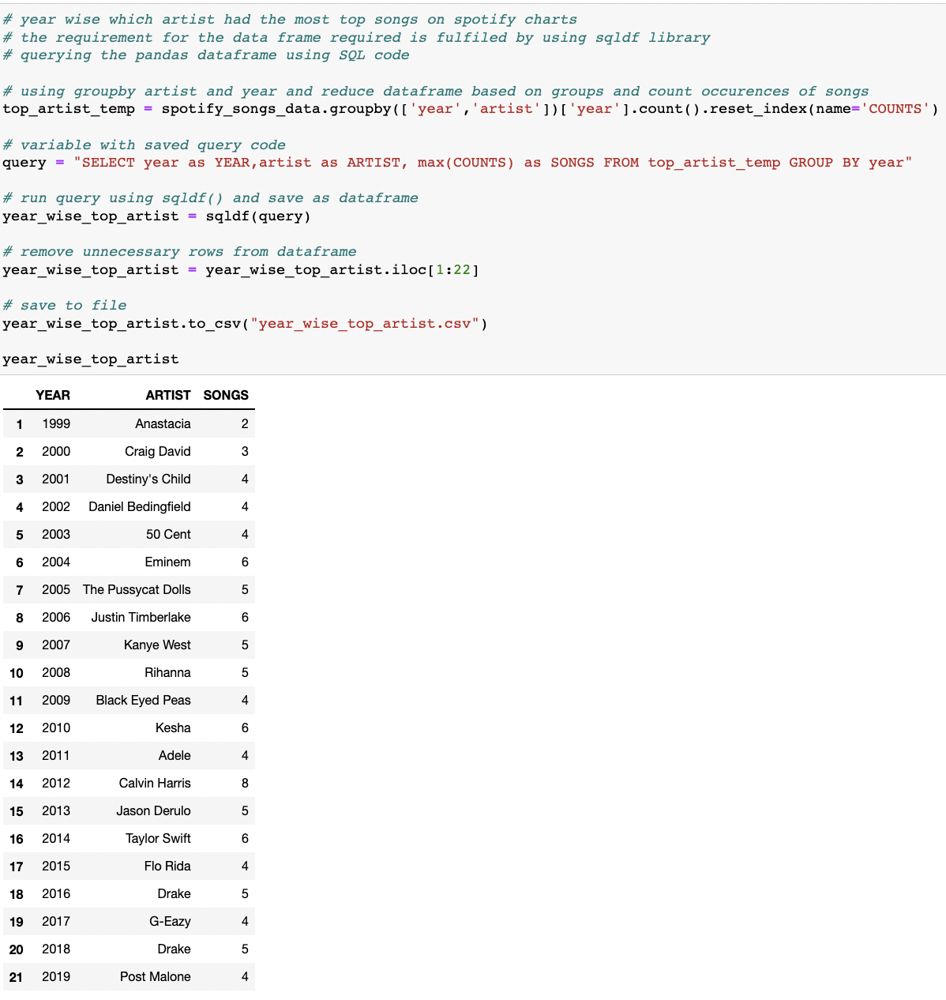 # year wise which artist had the most top songs on spotify charts
# the requirement for the data frame required is fulfiled by using sqldf library
# querying the pandas dataframe using SQL code
# using groupby artist and year and reduce dataframe based on groups and count occurences of songs
top_artist_temp = spotify_songs_data.groupby(['year','artist'])['year'].count().reset_index(name='COUNTS')
# variable with saved query code
query = "SELECT year as YEAR,artist as ARTIST, max(COUNTS) as SONGS FROM top_artist_temp GROUP BY year"
# run query using sqldf() and save as dataframe
year_wise_top_artist = sqldf(query)
# remove unnecessary rows from dataframe
year_wise_top_artist = year_wise_top_artist.iloc[1:22]
# save to file
year_wise_top_artist.to_csv("year_wise_top_artist.csv")
year_wise_top_artist
YEAR ARTIST SONGS
1 1999 Anastacia 2
2 2000 Craig David 3
3 2001 Destiny's Child 4
4 2002 Daniel Bedingfield 4
5 2003 50 Cent 4
6 2004 Eminem 6
7 2005 The Pussycat Dolls 5
8 2006 Justin Timberlake 6
9 2007 Kanye West 5
10 2008 Rihanna 5
11 2009 Black Eyed Peas 4
12 2010 Kesha 6
13 2011 Adele 4
14 2012 Calvin Harris 8
15 2013 Jason Derulo 5
16 2014 Taylor Swift 6
17 2015 Flo Rida 4
18 2016 Drake 5
19 2017 G-Eazy 4
20 2018 Drake 5
21 2019 Post Malone 4